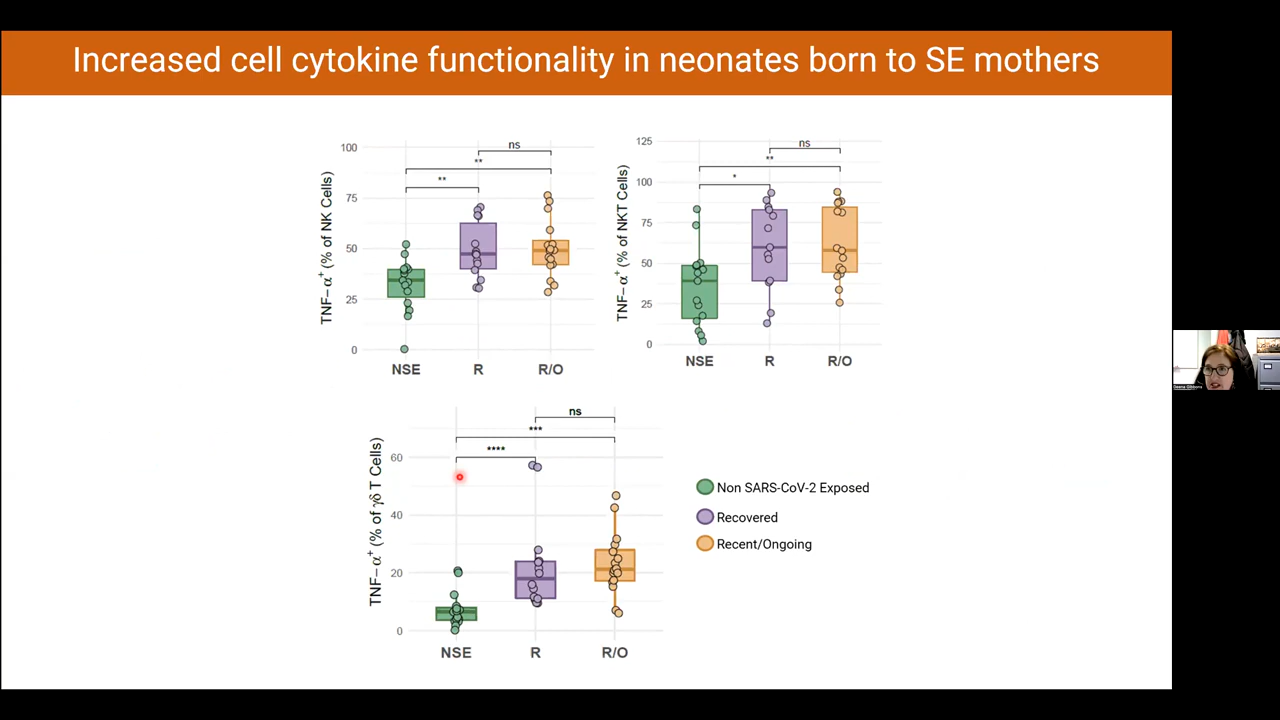 Increased cell cytokine functionality in neonates born to SE mothers
TNF-α+ (% of NK Cells)
100
75
50
25
0
ns
**
**
NSE R R/O
TNF-α+ (% of NKT Cells)
125
100
75
50
25
0
ns
**
*
NSE R R/O
TNF-α+ (% of γδ T Cells)
60
40
20
0
ns
***
****
NSE R R/O
Non SARS-CoV-2 Exposed
Recovered
Recent/Ongoing